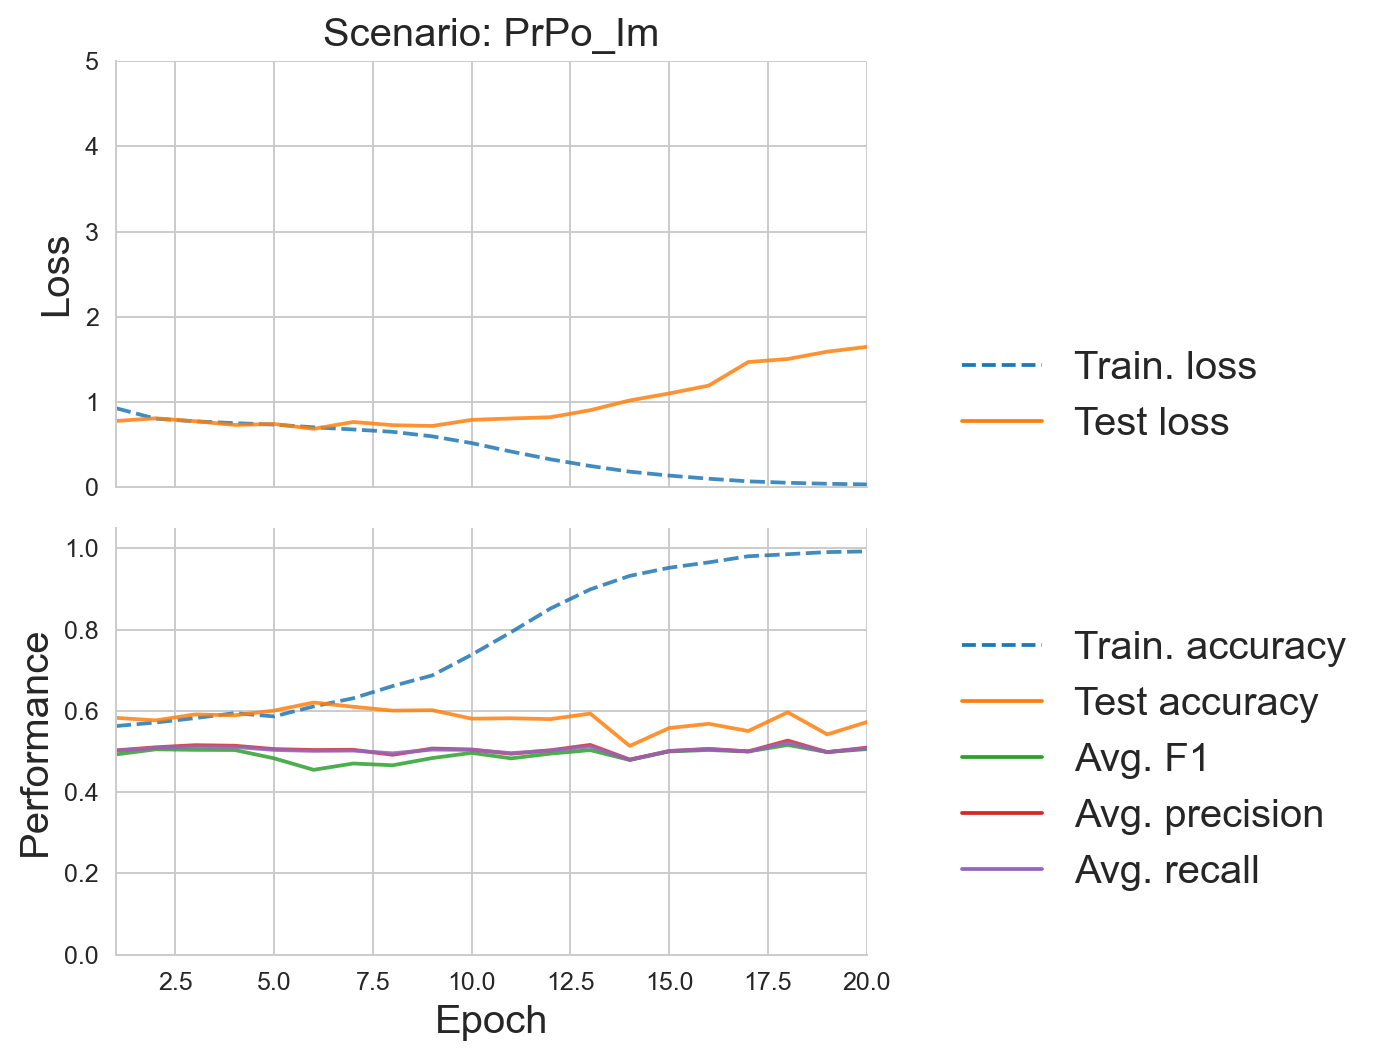 Scenario: PrPo_Im
5
4
3
2
1
0
Loss
Train. loss
Test loss
1.0
0.8
0.6
0.4
0.2
0.0
Performance
2.5 5.0 7.5 10.0 12.5 15.0 17.5 20.0
Epoch
Train. accuracy
Test accuracy
Avg. F1
Avg. precision
Avg. recall